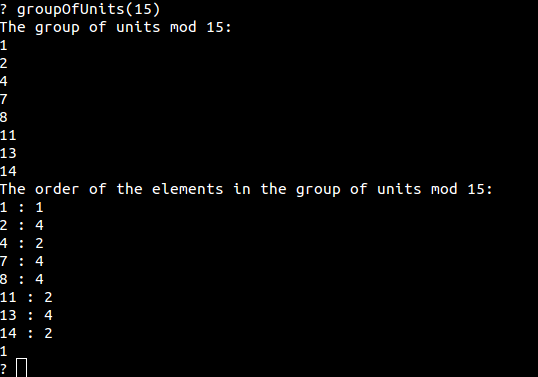 ? groupOfUnits(15)
The group of units mod 15:
1
2
4
7
8
11
13
14
The order of the elements in the group of units mod 15:
1 : 1
2 : 4
4 : 2
7 : 4
8 : 4
11 : 2
13 : 4
14 : 2
1
?